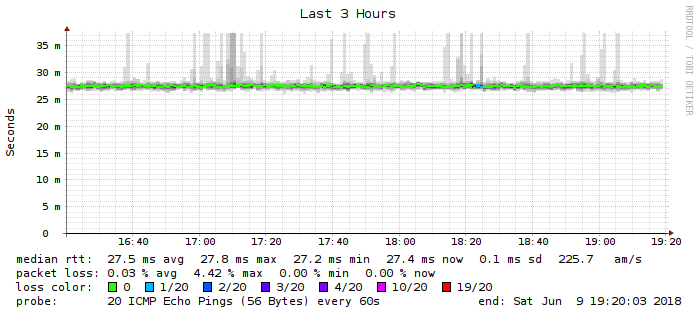 Last 3 Hours
RRDTOOL / TOBI OETIKER
Seconds
35 m
30 m
25 m
20 m
15 m
10 m
5 m
0
16:40 17:00 17:20 17:40 18:00 18:20 18:40 19:00 19:20
median rtt: 27.5 ms avg 27.8 ms max 27.2 ms min 27.4 ms now 0.1 ms sd 225.7 am/s
packet loss: 0.03 % avg 4.42 % max 0.00 % min 0.00 % now
loss color: 0 1/20 2/20 3/20 4/20 10/20 19/20
probe: 20 ICMP Echo Pings (56 Bytes) every 60s end: Sat Jun 9 19:20:03 2018